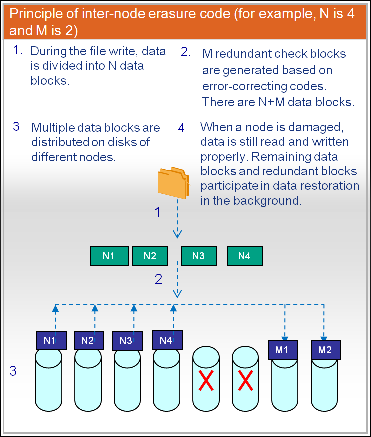 Principle of inter-node erasure code (for example, N is 4
and M is 2)
1. During the file write, data
is divided into N data
blocks.
2. M redundant check blocks
are generated based on
error-correcting codes.
There are N+M data blocks.
3 Multiple data blocks are
distributed on disks of
different nodes.
4 When a node is damaged,
data is still read and written
properly. Remaining data
blocks and redundant blocks
participate in data restoration
in the background.
1
N1 N2 N3 N4
2
N1 N2 N3 N4 M1 M2
3 X X